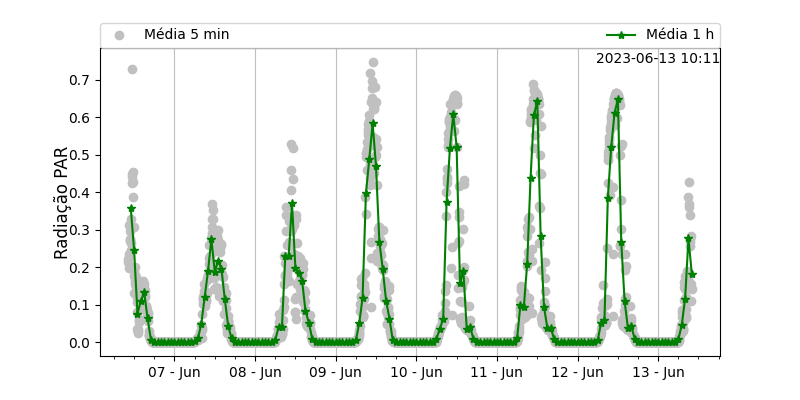 Média 5 min
Média 1 h
2023-06-13 10:11
Radiação PAR
0.7
0.6
0.5
0.4
0.3
0.2
0.1
0.0
07 - Jun
08 - Jun
09 - Jun
10 - Jun
11 - Jun
12 - Jun
13 - Jun